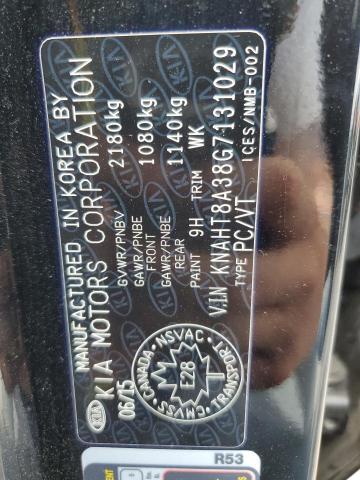 MANUFACTURED IN KOREA BY
KIA KIA MOTORS CORPORATION
06/15
GVWR/PNBV 2180kg
GAWR/PNBE FRONT 1080kg
GAWR/PNBE REAR 1140kg
PAINT 9H TRIM WK
VIN KNAHT8A38G7131029
TYPE PC/VT
ICES/NMB-002
CANADA NSVAC TRANSPORT CMVSS
E28
R53